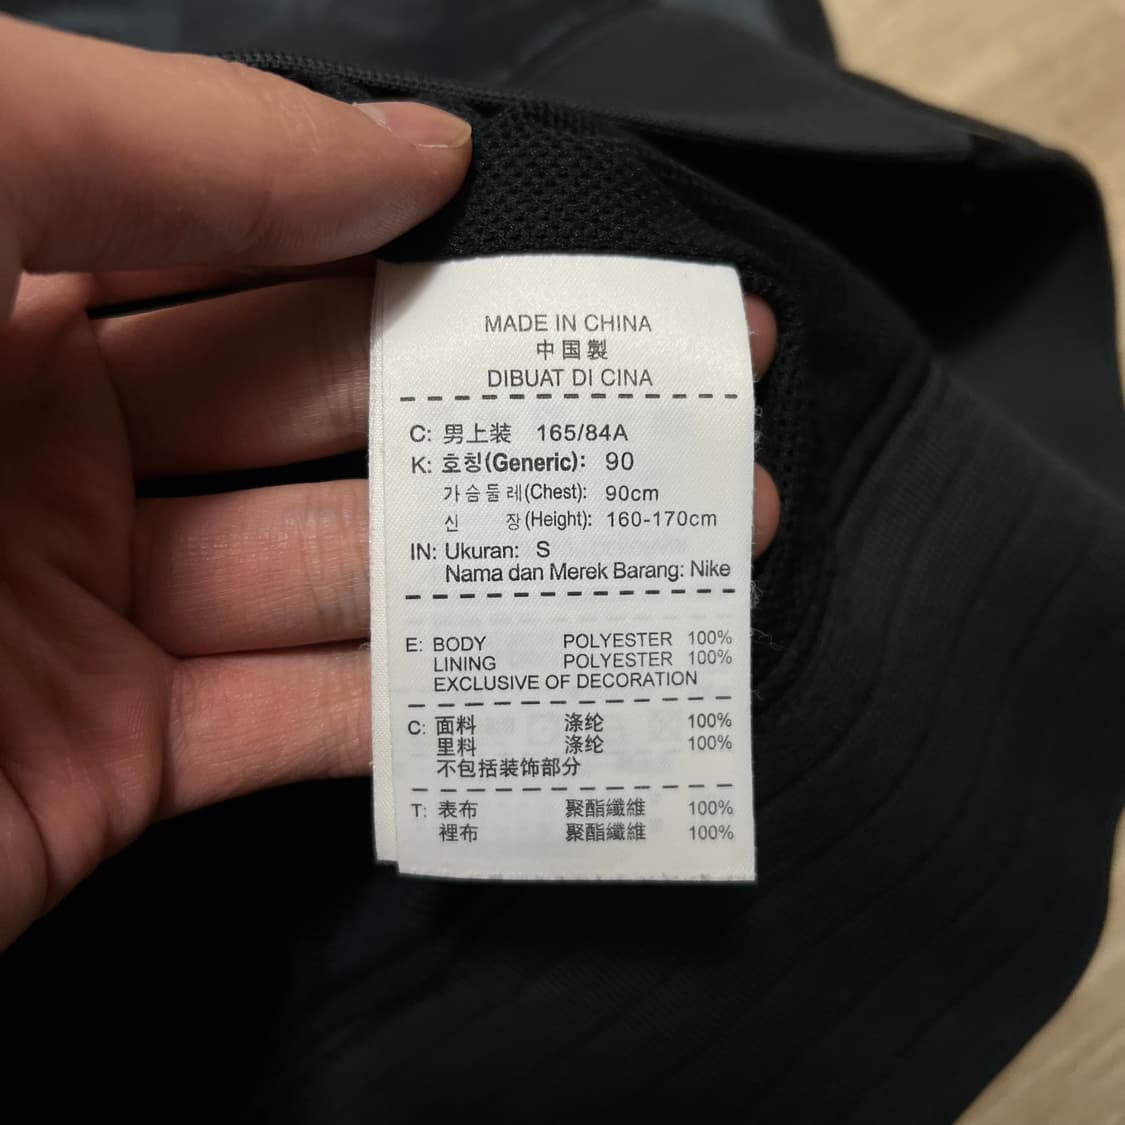 MADE IN CHINA
中国製
DIBUAT DI CINA
C: 男上装 165/84A
K: 호칭(Generic): 90
가슴둘레(Chest): 90cm
신 장(Height): 160-170cm
IN: Ukuran: S
Nama dan Merek Barang: Nike
E: BODY POLYESTER 100%
LINING POLYESTER 100%
EXCLUSIVE OF DECORATION
C: 面料 涤纶 100%
里料 涤纶 100%
不包括装饰部分
T: 表布 聚酯纖維 100%
裡布 聚酯纖維 100%